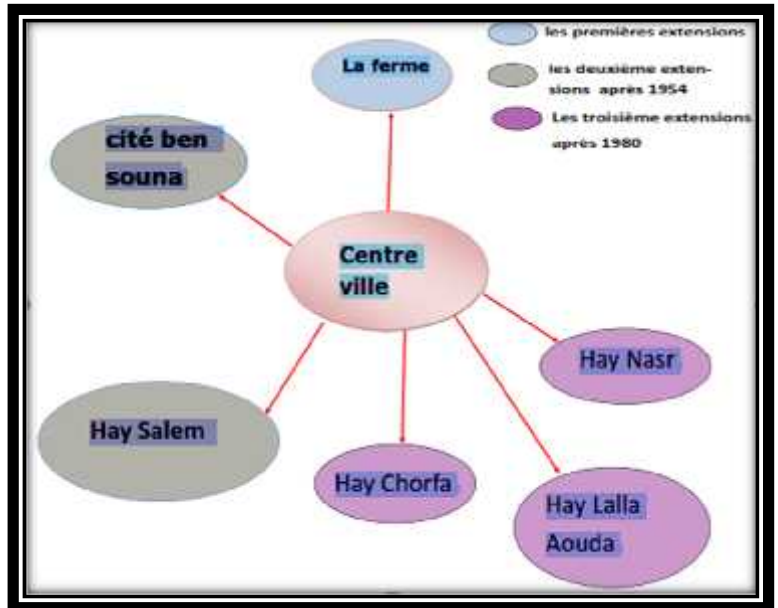 les premières extensions
La ferme
les deuxième exten-
sions après 1954
Les troisième extensions
après 1980
cité ben
souna
Centre
ville
Hay Nasr
Hay Salem
Hay Chorfa
Hay Lalla
Aouda